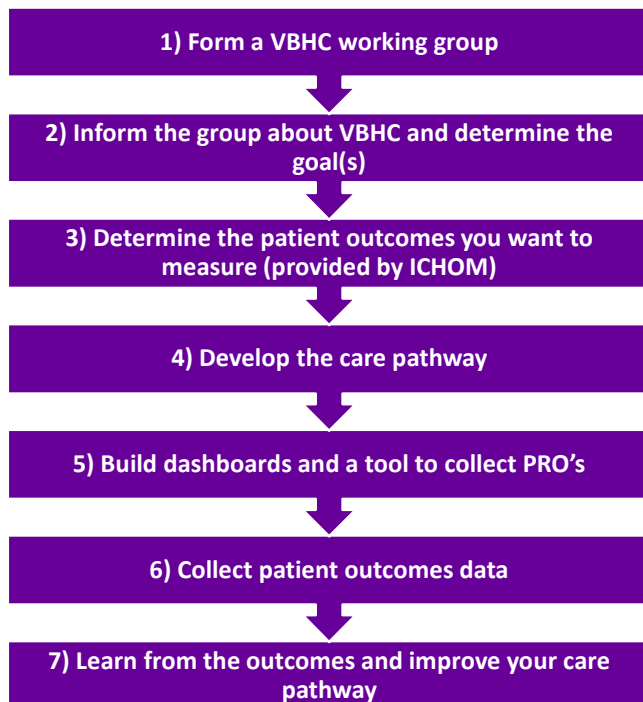 1) Form a VBHC working group
2) Inform the group about VBHC and determine the
goal(s)
3) Determine the patient outcomes you want to
measure (provided by ICHOM)
4) Develop the care pathway
5) Build dashboards and a tool to collect PRO’s
6) Collect patient outcomes data
7) Learn from the outcomes and improve your care
pathway